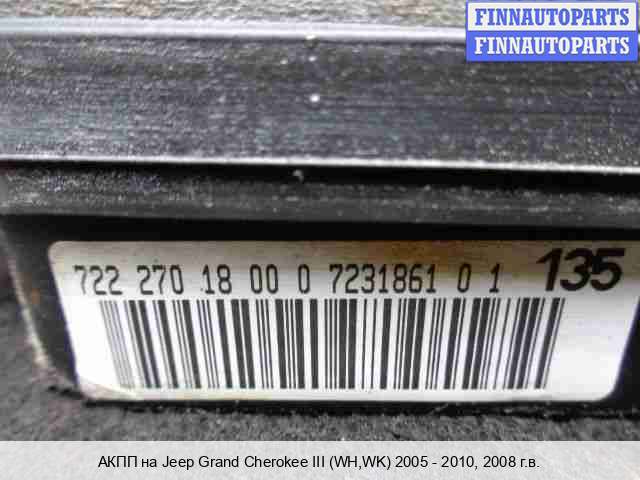 FINNAUTOPARTS
FINNAUTOPARTS
722 270 18 00 0 7231861 0 1 135
АКПП на Jeep Grand Cherokee III (WH,WK) 2005 - 2010, 2008 г.в.